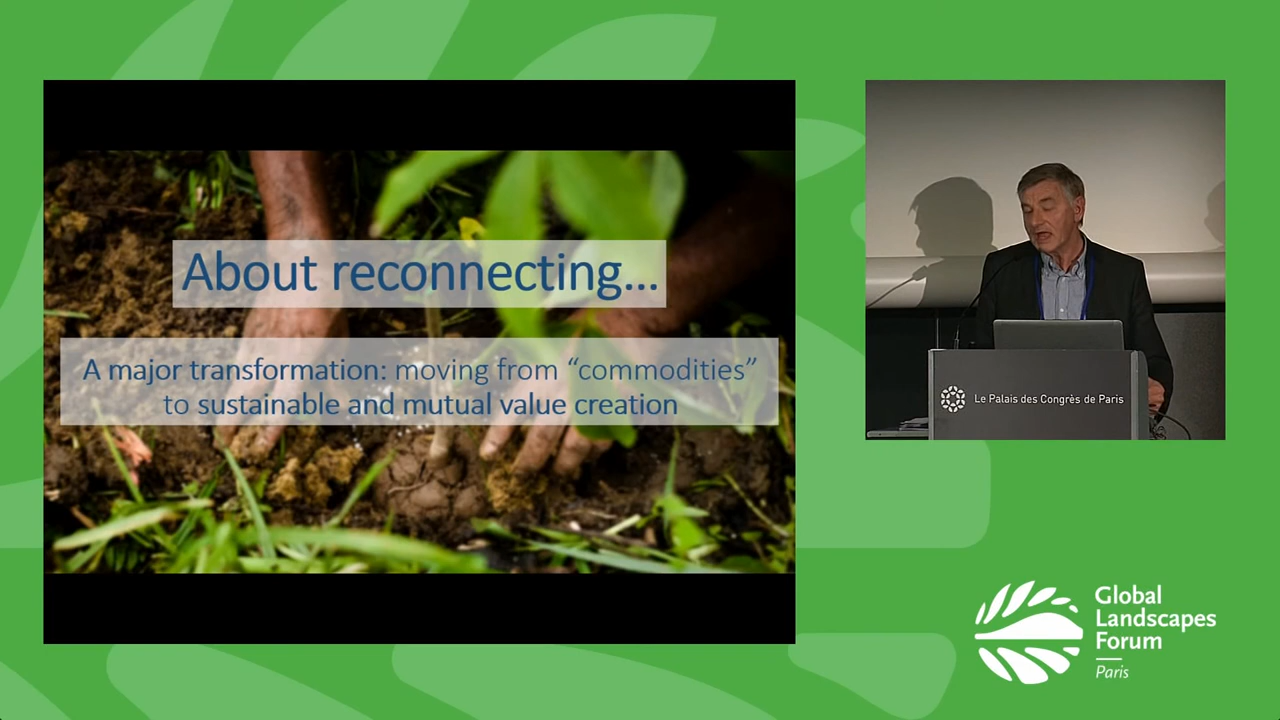 About reconnecting...
A major transformation: moving from “commodities”
to sustainable and mutual value creation
Le Palais des Congrès de Paris
Global
Landscapes
Forum
Paris